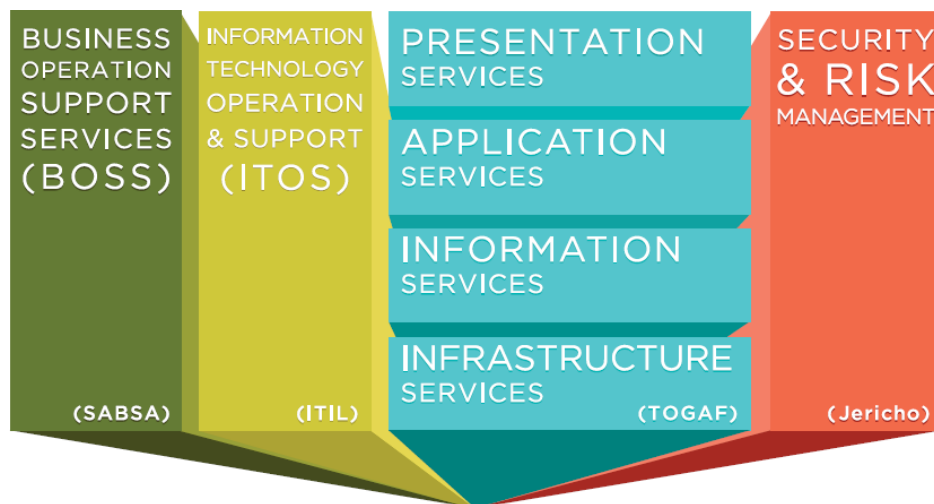 BUSINESS
OPERATION
SUPPORT
SERVICES
(BOSS)
(SABSA)
INFORMATION
TECHNOLOGY
OPERATION
& SUPPORT
(ITOS)
(ITIL)
PRESENTATION
SERVICES
APPLICATION
SERVICES
INFORMATION
SERVICES
INFRASTRUCTURE
SERVICES
(TOGAF)
SECURITY
& RISK
MANAGEMENT
(Jericho)